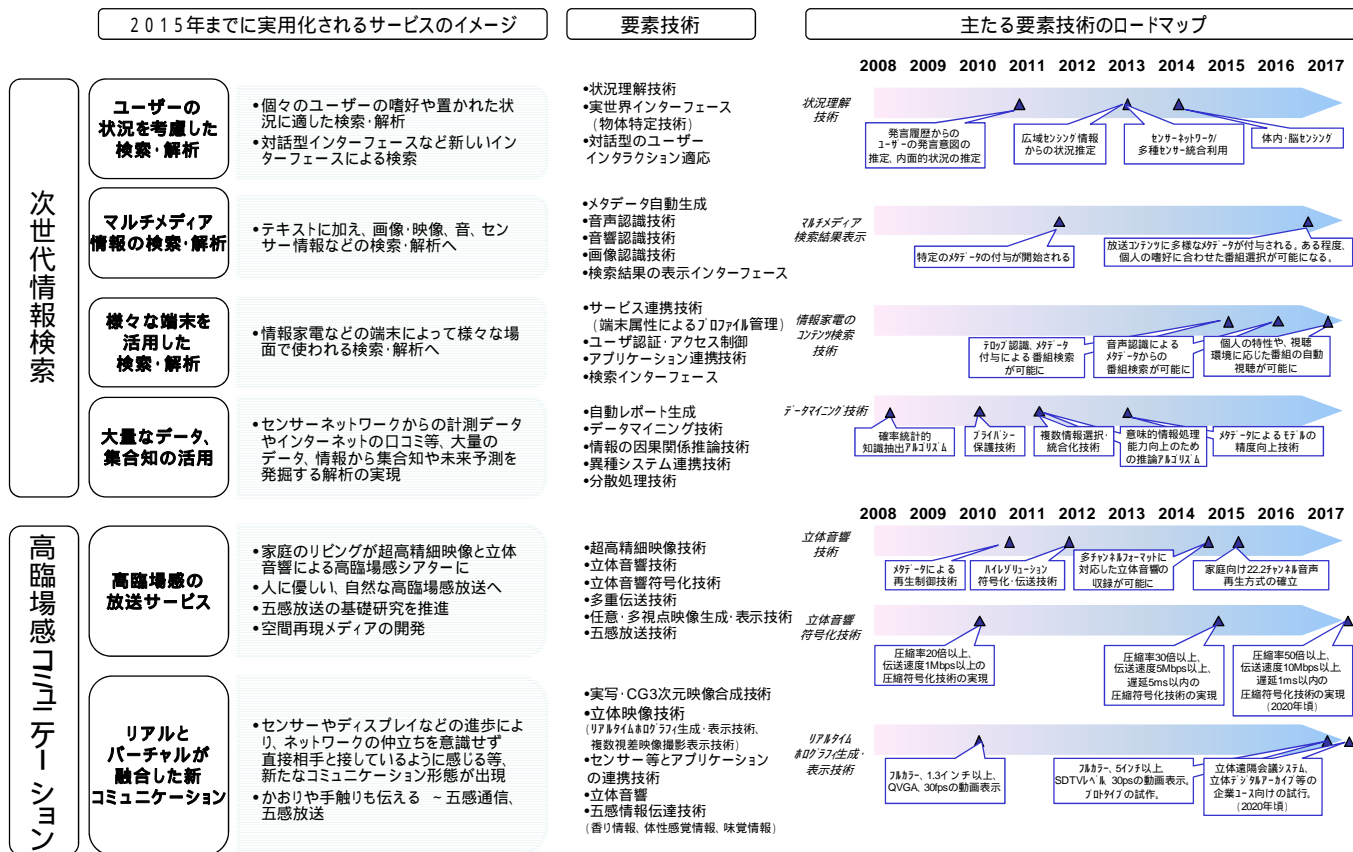 2015年までに実用化されるサービスのイメージ
要素技術
主たる要素技術のロードマップ
2008 2009 2010 2011 2012 2013 2014 2015 2016 2017
次世代情報検索
ユーザーの
状況を考慮した
検索・解析
•個々のユーザーの嗜好や置かれた状
況に適した検索・解析
•対話型インターフェースなど新しいイン
ターフェースによる検索
•状況理解技術
•実世界インターフェース
(物体特定技術)
•対話型のユーザー
インタラクション適応
状況理解
技術
発言履歴からの
ユーザーの発言意図の
推定、内面的状況の推定
広域センシング情報
からの状況推定
センサーネットワーク/
多種センサー統合利用
体内・脳センシング
マルチメディア
情報の検索・解析
•テキストに加え、画像・映像、音、セン
サー情報などの検索・解析へ
•メタデータ自動生成
•音声認識技術
•音響認識技術
•画像認識技術
•検索結果の表示インターフェース
マルチメディア
検索結果表示
特定のメタデータの付与が開始される
放送コンテンツに多様なメタデータが付与される。ある程度、
個人の嗜好に合わせた番組選択が可能になる。
様々な端末を
活用した
検索・解析
•情報家電などの端末によって様々な場
面で使われる検索・解析へ
•サービス連携技術
(端末属性によるプロファイル管理)
•ユーザ認証・アクセス制御
•アプリケーション連携技術
•検索インターフェース
情報家電の
コンテンツ検索
技術
テロップ認識、メタデータ
付与による番組検索
が可能に
音声認識による
メタデータからの
番組検索が可能に
個人の特性や、視聴
環境に応じた番組の自動
視聴が可能に
大量なデータ、
集合知の活用
•センサーネットワークからの計測データ
やインターネットの口コミ等、大量の
データ、情報から集合知や未来予測を
発掘する解析の実現
•自動レポート生成
•データマイニング技術
•情報の因果関係推論技術
•異種システム連携技術
•分散処理技術
データマイニング技術
確率統計的
知識抽出アルゴリズム
プライバシー
保護技術
複数情報選択・
統合化技術
意味的情報処理
能力向上のため
の推論アルゴリズム
メタデータによるモデルの
精度向上技術
2008 2009 2010 2011 2012 2013 2014 2015 2016 2017
高臨場感コミュニケーション
高臨場感の
放送サービス
•家庭のリビングが超高精細映像と立体
音響による高臨場感シアターに
•人に優しい、自然な高臨場感放送へ
•五感放送の基礎研究を推進
•空間再現メディアの開発
•超高精細映像技術
•立体音響技術
•立体音響符号化技術
•多重伝送技術
•任意・多視点映像生成・表示技術
•五感放送技術
立体音響
技術
メタデータによる
再生制御技術
ハイレゾリューション
符号化・伝送技術
多チャンネルフォーマットに
対応した立体音響の
収録が可能に
家庭向け22.2チャンネル音声
再生方式の確立
立体音響
符号化技術
圧縮率20倍以上、
伝送速度1Mbps以上の
圧縮符号化技術の実現
圧縮率30倍以上、
伝送速度5Mbps以上、
遅延5ms以内の
圧縮符号化技術の実現
圧縮率50倍以上、
伝送速度10Mbps以上、
遅延1ms以内の
圧縮符号化技術の実現
(2020年頃)
リアルと
バーチャルが
融合した新
コミュニケーション
•センサーやディスプレイなどの進歩によ
り、ネットワークの仲立ちを意識せず
直接相手と接しているように感じる等、
新たなコミュニケーション形態が出現
•かおりや手触りも伝える ~五感通信、
五感放送
•実写・CG3次元映像合成技術
•立体映像技術
(リアルタイムホログラフィ生成・表示技術、
複数視差映像撮影表示技術)
•センサー等とアプリケーション
の連携技術
•立体音響
•五感情報伝達技術
(香り情報、体性感覚情報、味覚情報)
リアルタイム
ホログラフィ生成・
表示技術
フルカラー、1.3インチ以上、
QVGA、30fpsの動画表示
フルカラー、5インチ以上、
SDTVレベル、30psの動画表示。
プロトタイプの試作。
立体遠隔会議システム、
立体デジタルアーカイブ等の
企業ユース向けの試行。
(2020年頃)